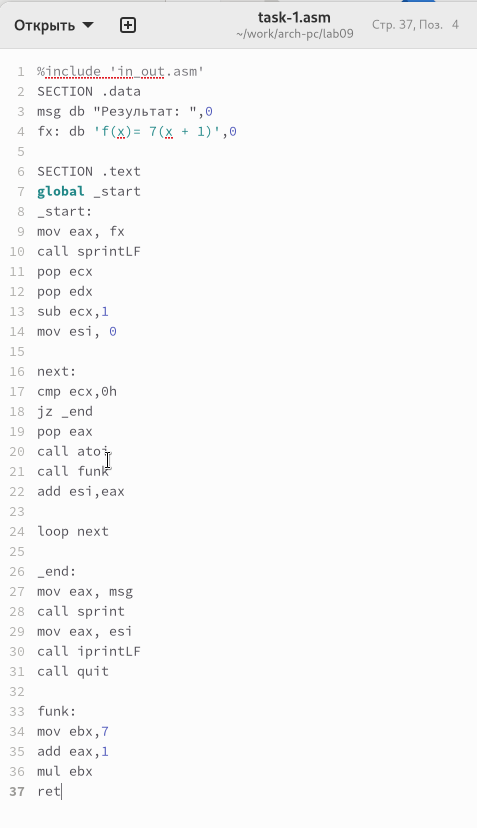 Открыть
task-1.asm
~/work/arch-pc/lab09
Стр. 37, Поз. 4
1 %include 'in_out.asm'
2 SECTION .data
3 msg db "Результат: ",0
4 fx: db 'f(x)= 7(x + 1)',0
5
6 SECTION .text
7 global _start
8 _start:
9 mov eax, fx
10 call sprintLF
11 pop ecx
12 pop edx
13 sub ecx,1
14 mov esi, 0
15
16 next:
17 cmp ecx,0h
18 jz _end
19 pop eax
20 call atoi
21 call funk
22 add esi,eax
23
24 loop next
25
26 _end:
27 mov eax, msg
28 call sprint
29 mov eax, esi
30 call iprintLF
31 call quit
32
33 funk:
34 mov ebx,7
35 add eax,1
36 mul ebx
37 ret